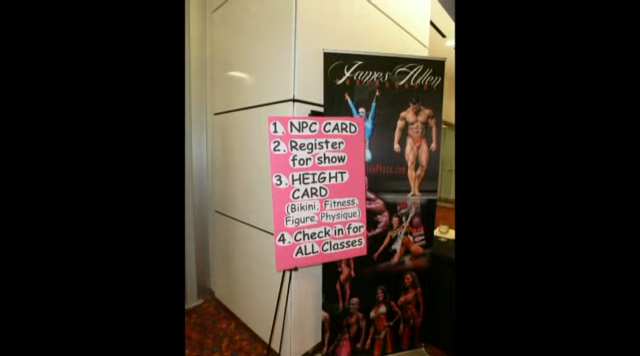 James Allen
1. NPC CARD
2. Register
for show
3. HEIGHT
CARD
(Bikini, Fitness,
Figure, Physique)
4. Check in for
ALL Classes